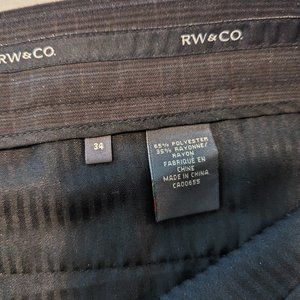 RW&CO.
RW&CO.
34
65% POLYESTER
35% RAYONNE/
RAYON
FABRIQUÉ EN
CHINE
MADE IN CHINA
CA00655